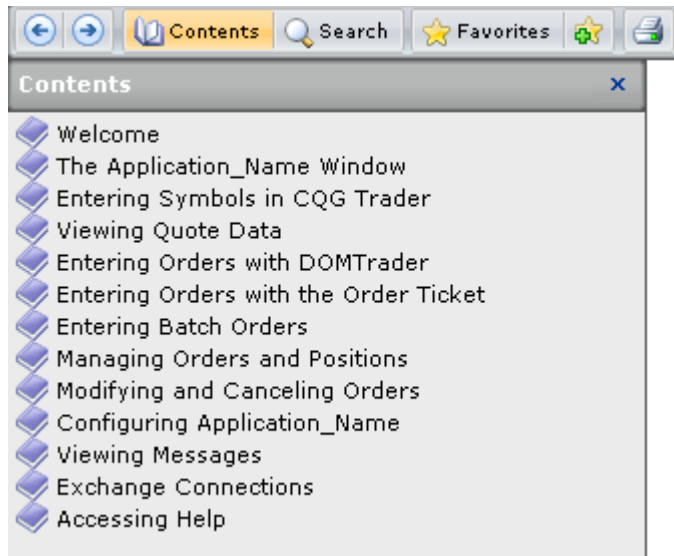 Contents Search Favorites
Contents
Welcome
The Application_Name Window
Entering Symbols in CQG Trader
Viewing Quote Data
Entering Orders with DOMTrader
Entering Orders with the Order Ticket
Entering Batch Orders
Managing Orders and Positions
Modifying and Canceling Orders
Configuring Application_Name
Viewing Messages
Exchange Connections
Accessing Help